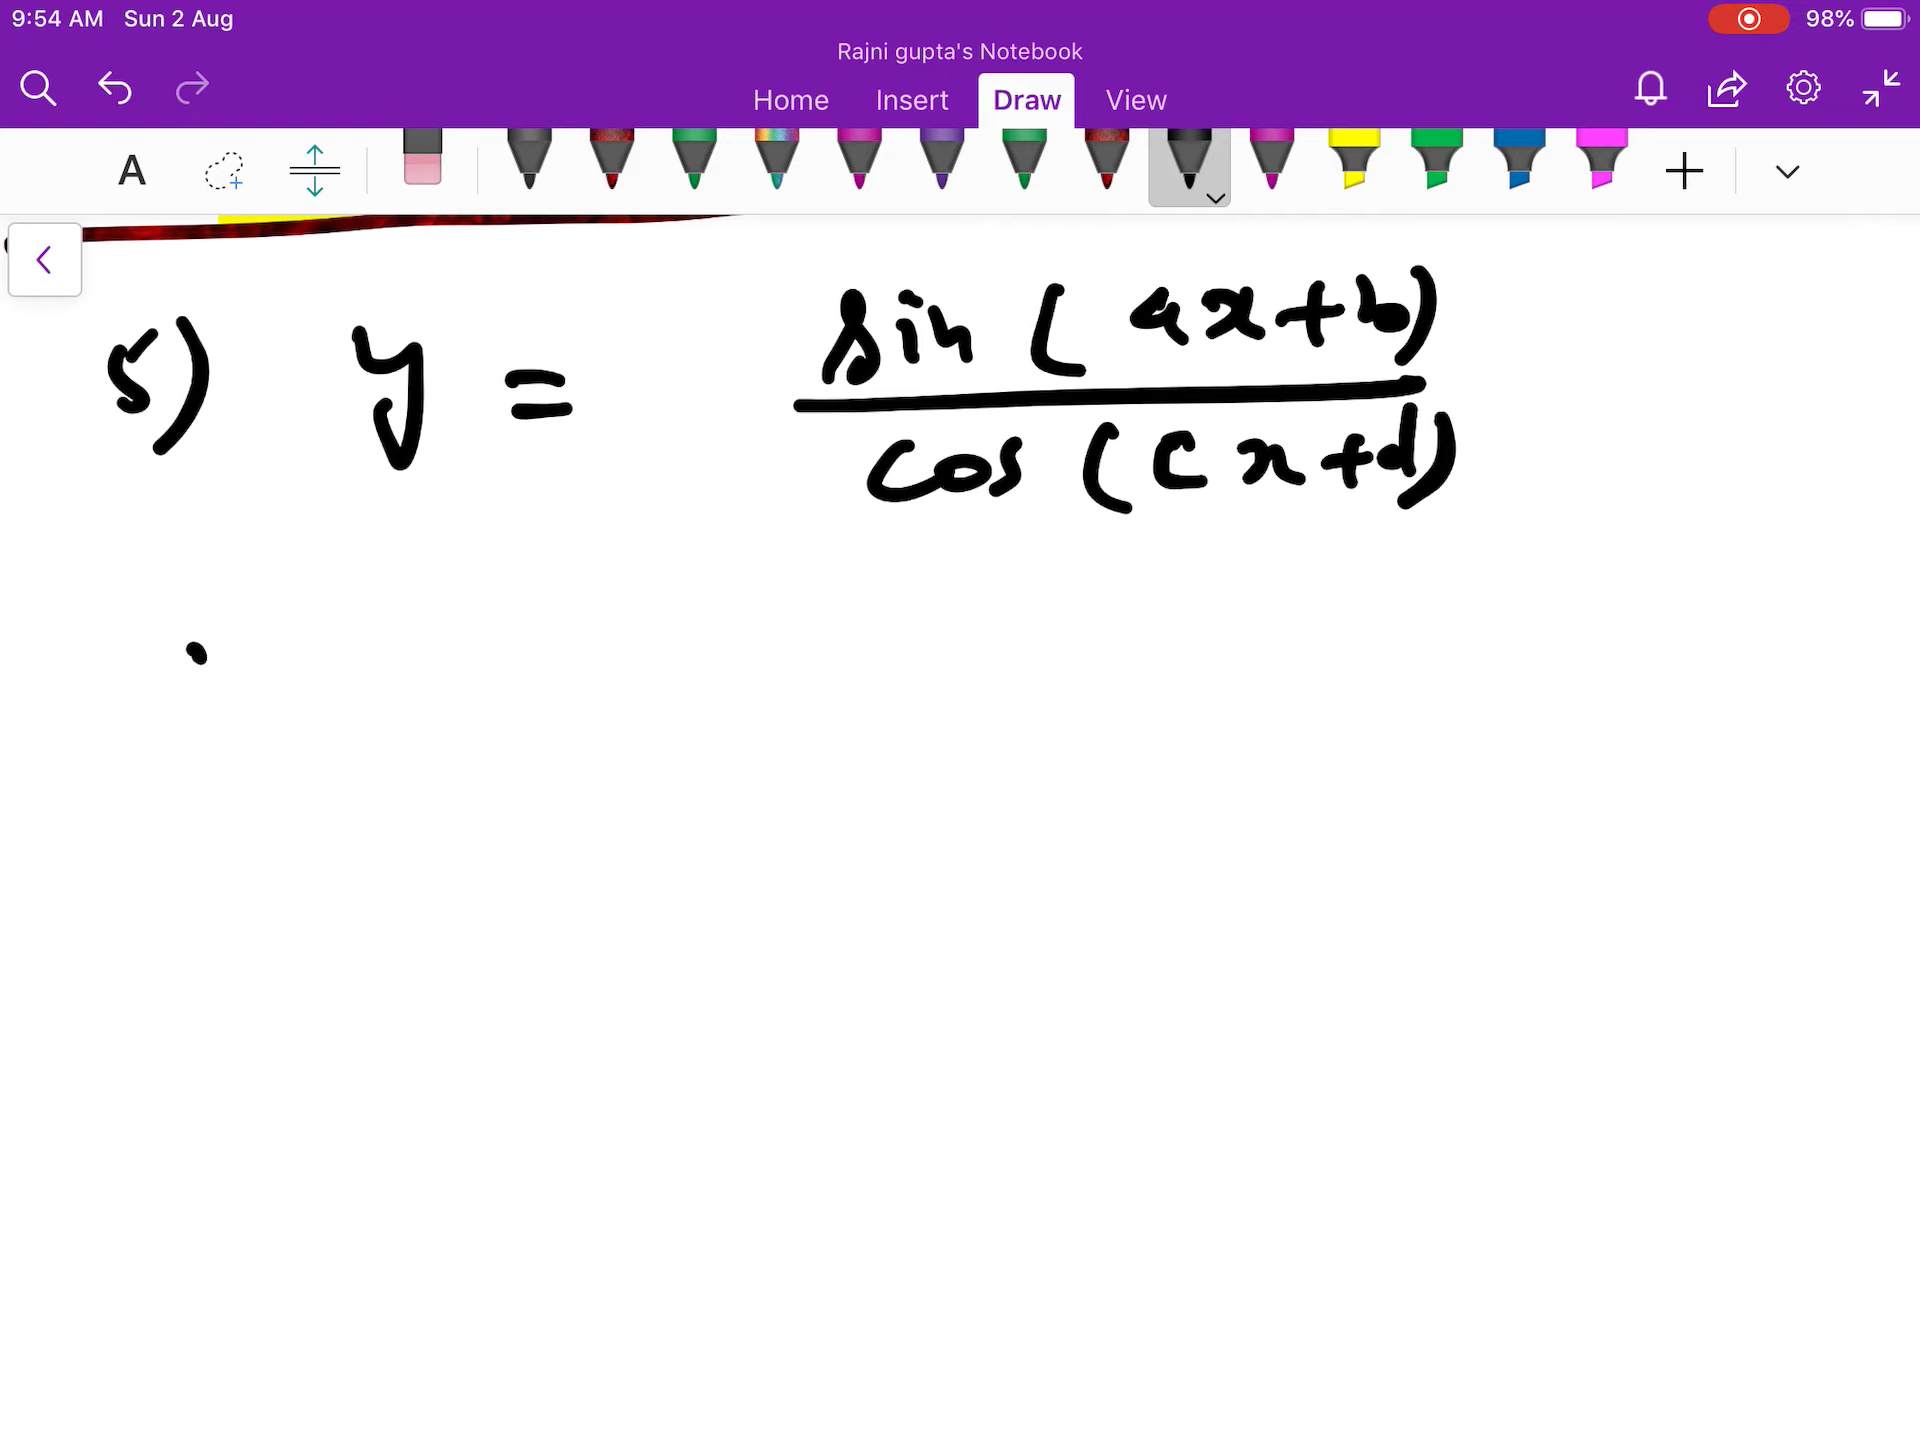 9:54 AM Sun 2 Aug 98%
Rajni gupta's Notebook
Home Insert Draw View
A
5) y = sin (ax+b)
cos (cx+d)